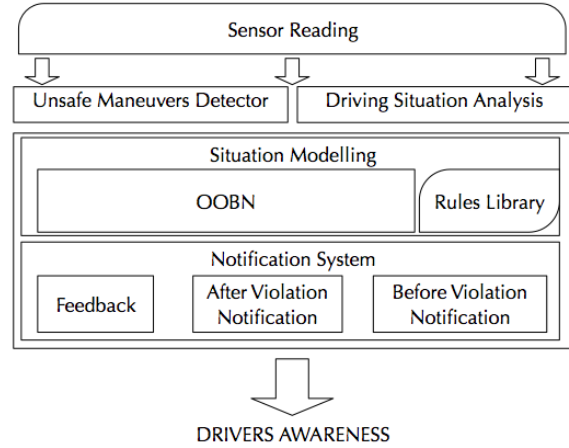 Sensor Reading
Unsafe Maneuvers Detector
Driving Situation Analysis
Situation Modelling
OOBN
Rules Library
Notification System
Feedback
After Violation
Notification
Before Violation
Notification
DRIVERS AWARENESS